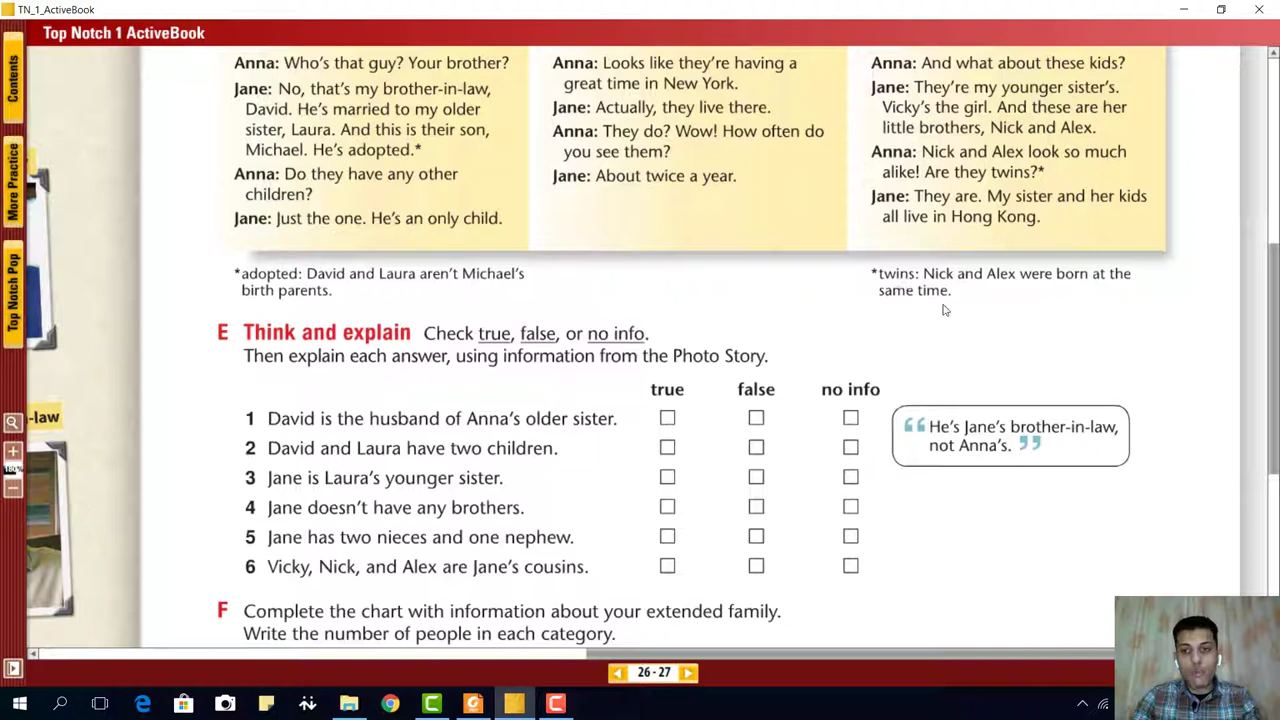 TN_1_ActiveBook
Top Notch 1 ActiveBook
Contents
More Practice
Top Notch Pop
Anna: Who's that guy? Your brother?
Jane: No, that's my brother-in-law,
David. He's married to my older
sister, Laura. And this is their son,
Michael. He's adopted.*
Anna: Do they have any other
children?
Jane: Just the one. He's an only child.
Anna: Looks like they're having a
great time in New York.
Jane: Actually, they live there.
Anna: They do? Wow! How often do
you see them?
Jane: About twice a year.
Anna: And what about these kids?
Jane: They're my younger sister's.
Vicky's the girl. And these are her
little brothers, Nick and Alex.
Anna: Nick and Alex look so much
alike! Are they twins?*
Jane: They are. My sister and her kids
all live in Hong Kong.
*adopted: David and Laura aren't Michael's
birth parents.
*twins: Nick and Alex were born at the
same time.
E Think and explain Check true, false, or no info.
Then explain each answer, using information from the Photo Story.
true false no info
1 David is the husband of Anna's older sister.
2 David and Laura have two children.
3 Jane is Laura's younger sister.
4 Jane doesn't have any brothers.
5 Jane has two nieces and one nephew.
6 Vicky, Nick, and Alex are Jane's cousins.
“He's Jane's brother-in-law,
not Anna's.”
-law
F Complete the chart with information about your extended family.
Write the number of people in each category.
26 - 27